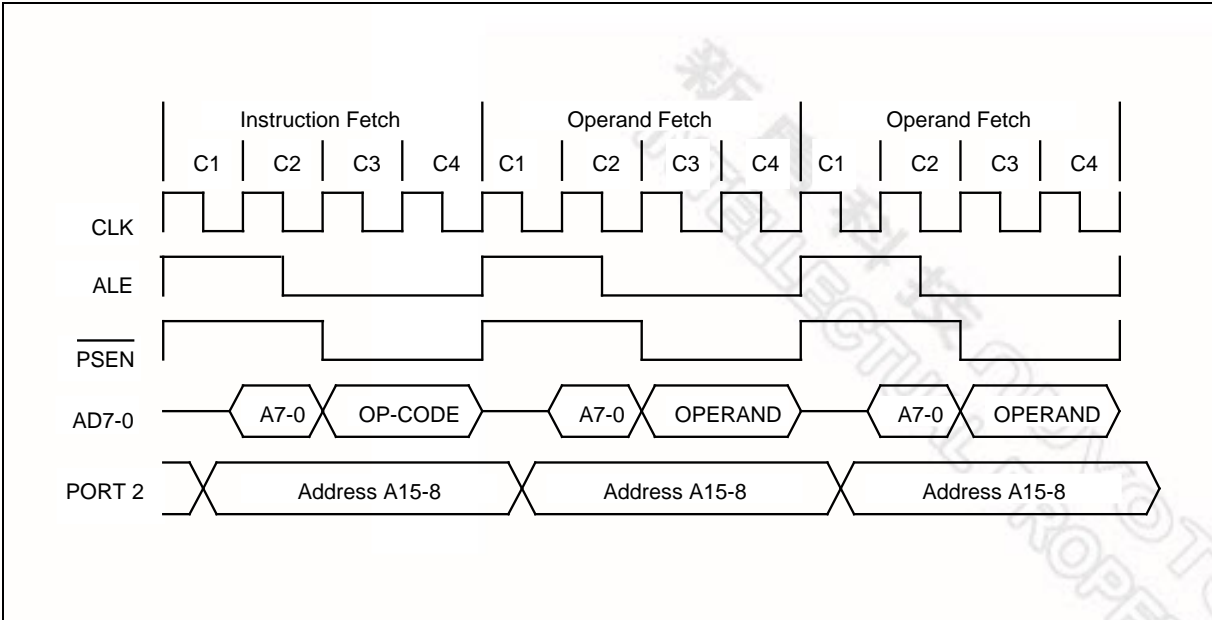 Instruction Fetch Operand Fetch Operand Fetch
C1 C2 C3 C4 C1 C2 C3 C4 C1 C2 C3 C4
CLK
ALE
PSEN
AD7-0 A7-0 OP-CODE A7-0 OPERAND A7-0 OPERAND
PORT 2 Address A15-8 Address A15-8 Address A15-8